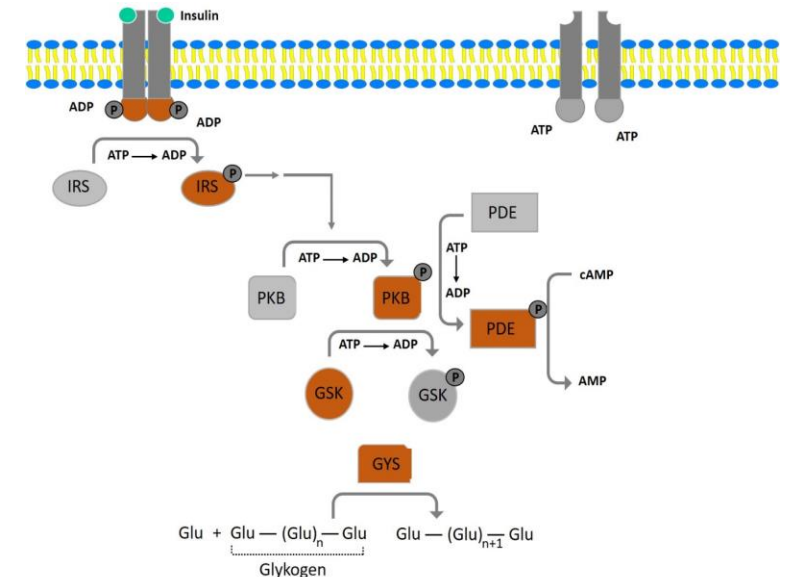 Insulin
ADP P P ADP
ATP ATP
ATP → ADP
IRS IRS P
PDE
ATP → ADP
ATP → ADP
cAMP
PKB PKB P
PDE P
AMP
ATP → ADP
GSK GSK P
GYS
Glu + Glu — (Glu)n — Glu Glu — (Glu)n+1 — Glu
Glykogen